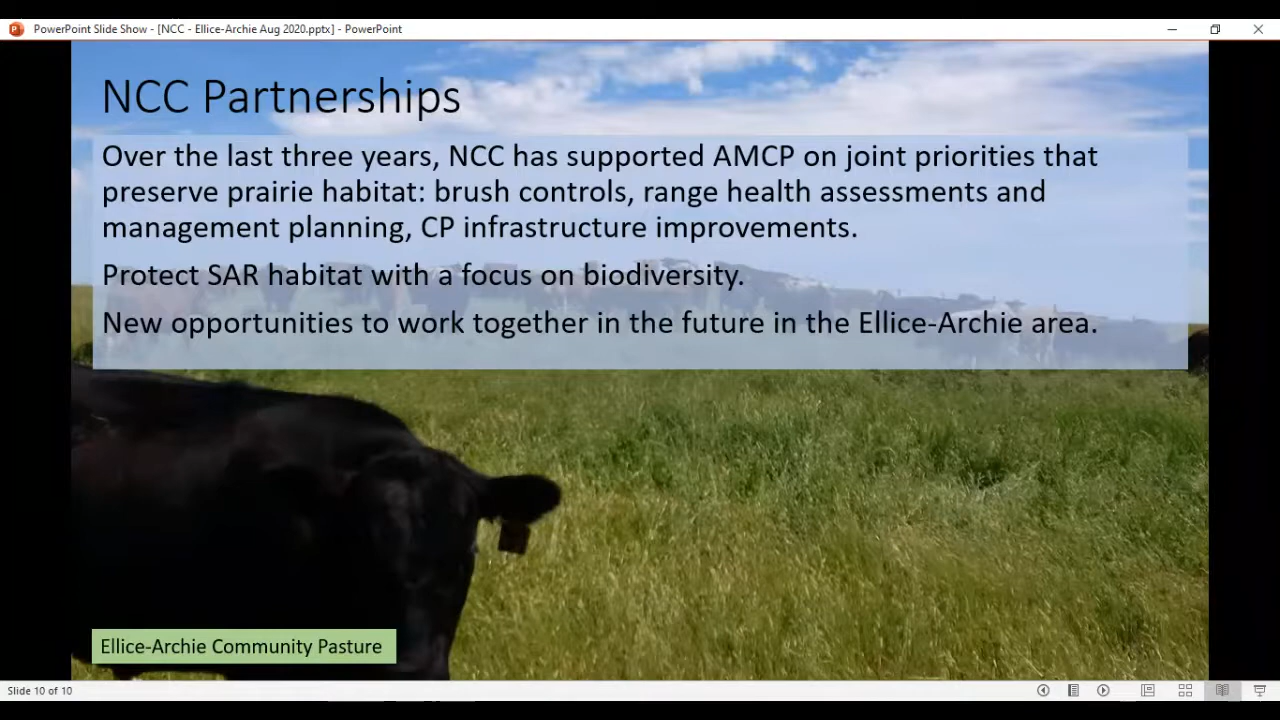 PowerPoint Slide Show - [NCC - Ellice-Archie Aug 2020.pptx] - PowerPoint
NCC Partnerships
Over the last three years, NCC has supported AMCP on joint priorities that
preserve prairie habitat: brush controls, range health assessments and
management planning, CP infrastructure improvements.
Protect SAR habitat with a focus on biodiversity.
New opportunities to work together in the future in the Ellice-Archie area.
Ellice-Archie Community Pasture
Slide 10 of 10